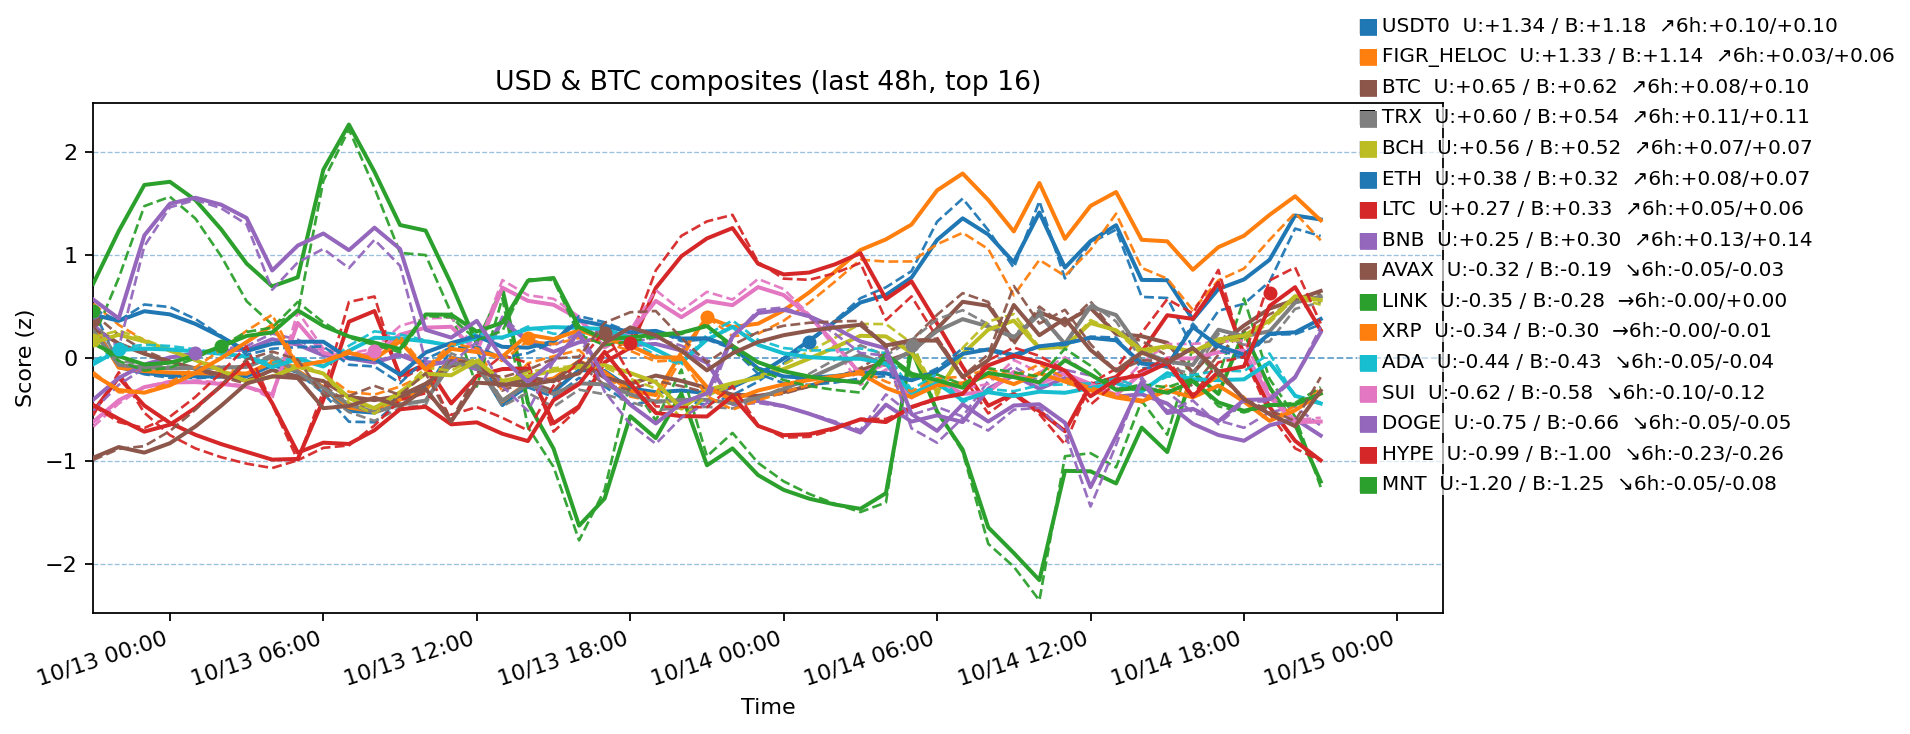 USD & BTC composites (last 48h, top 16)
USDT0 U:+1.34 / B:+1.18 ↗6h:+0.10/+0.10
FIGR_HELOC U:+1.33 / B:+1.14 ↗6h:+0.03/+0.06
BTC U:+0.65 / B:+0.62 ↗6h:+0.08/+0.10
TRX U:+0.60 / B:+0.54 ↗6h:+0.11/+0.11
BCH U:+0.56 / B:+0.52 ↗6h:+0.07/+0.07
ETH U:+0.38 / B:+0.32 ↗6h:+0.08/+0.07
LTC U:+0.27 / B:+0.33 ↗6h:+0.05/+0.06
BNB U:+0.25 / B:+0.30 ↗6h:+0.13/+0.14
AVAX U:-0.32 / B:-0.19 ↘6h:-0.05/-0.03
LINK U:-0.35 / B:-0.28 →6h:-0.00/+0.00
XRP U:-0.34 / B:-0.30 →6h:-0.00/-0.01
ADA U:-0.44 / B:-0.43 ↘6h:-0.05/-0.04
SUI U:-0.62 / B:-0.58 ↘6h:-0.10/-0.12
DOGE U:-0.75 / B:-0.66 ↘6h:-0.05/-0.05
HYPE U:-0.99 / B:-1.00 ↘6h:-0.23/-0.26
MNT U:-1.20 / B:-1.25 ↘6h:-0.05/-0.08
Score (z)
2
1
0
−1
−2
10/13 00:00
10/13 06:00
10/13 12:00
10/13 18:00
10/14 00:00
10/14 06:00
10/14 12:00
10/14 18:00
10/15 00:00
Time